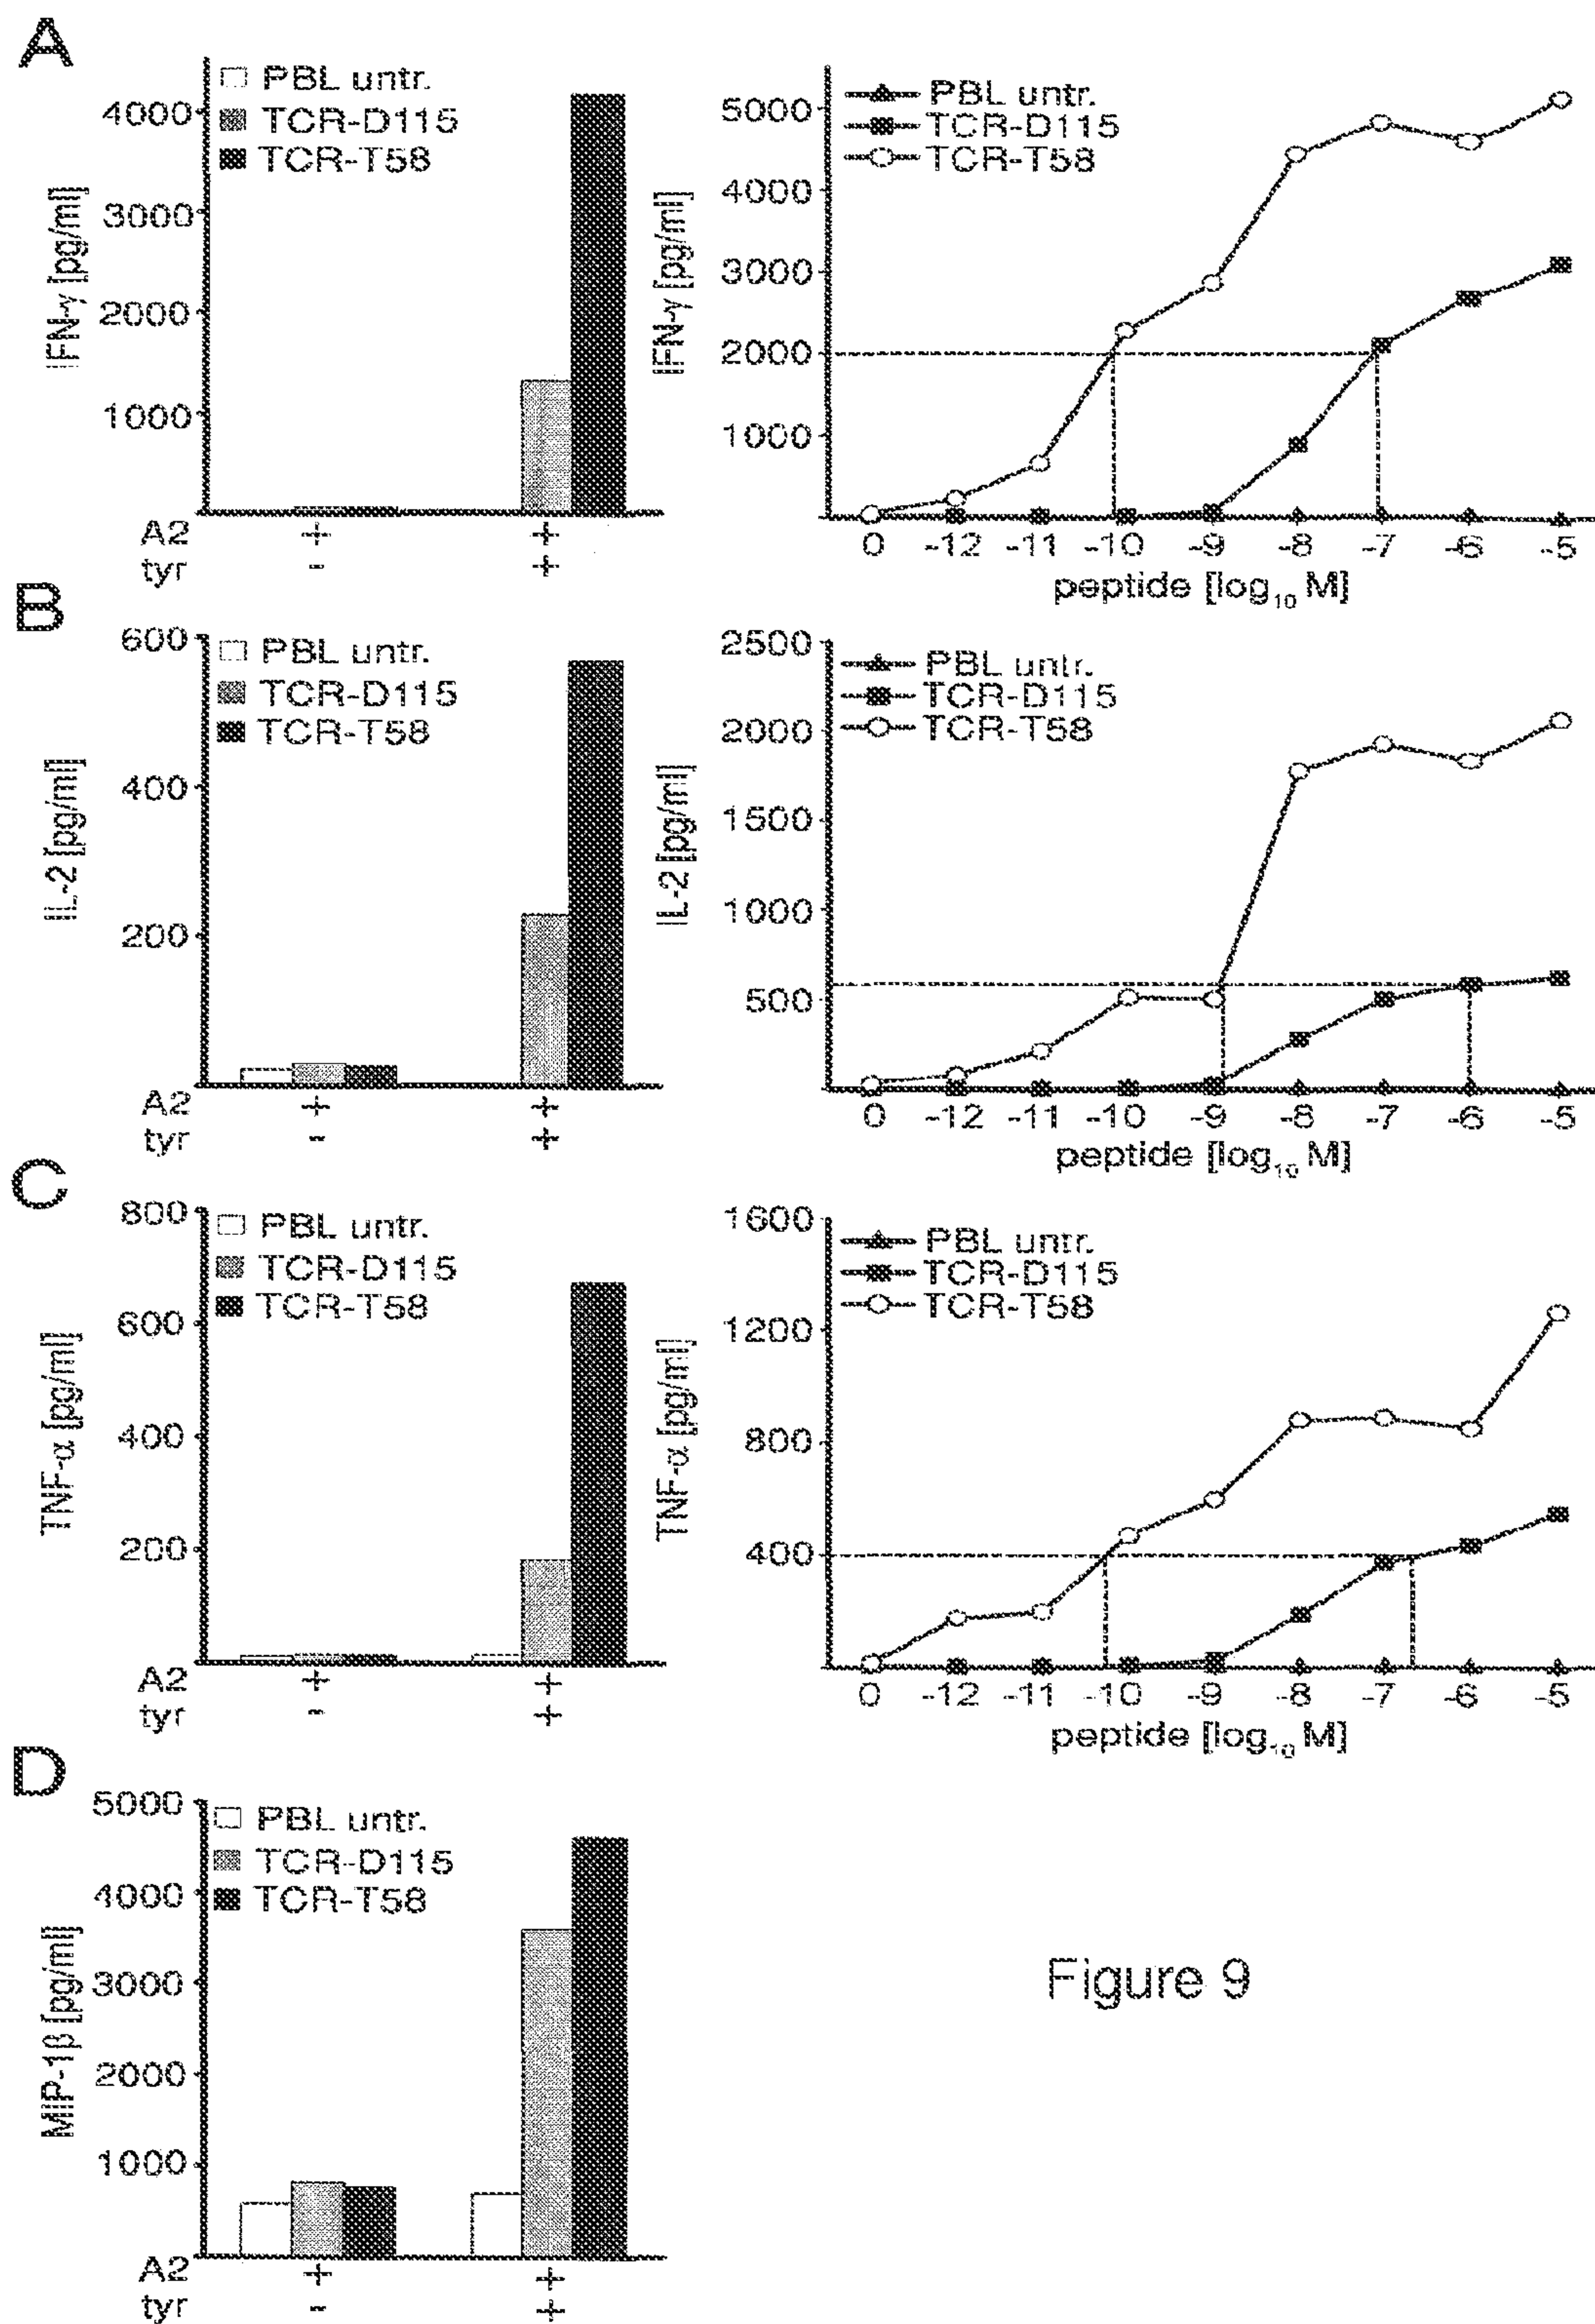 A
PBL untr.
TCR-D115
TCR-T58
4000
3000
2000
1000
IFN-γ [pg/ml]
A2 + +
tyr - +
PBL untr.
TCR-D115
TCR-T58
5000
4000
3000
2000
1000
IFN-γ [pg/ml]
0 -12 -11 -10 -9 -8 -7 -6 -5
peptide [log10 M]
B
PBL untr.
TCR-D115
TCR-T58
600
400
200
IL-2 [pg/ml]
A2 + +
tyr - +
PBL untr.
TCR-D115
TCR-T58
2500
2000
1500
1000
500
IL-2 [pg/ml]
0 -12 -11 -10 -9 -8 -7 -6 -5
peptide [log10 M]
C
PBL untr.
TCR-D115
TCR-T58
800
600
400
200
TNF-α [pg/ml]
A2 + +
tyr - +
PBL untr.
TCR-D115
TCR-T58
1600
1200
800
400
TNF-α [pg/ml]
0 -12 -11 -10 -9 -8 -7 -6 -5
peptide [log10 M]
D
PBL untr.
TCR-D115
TCR-T58
5000
4000
3000
2000
1000
MIP-1β [pg/ml]
A2 + +
tyr - +
Figure 9